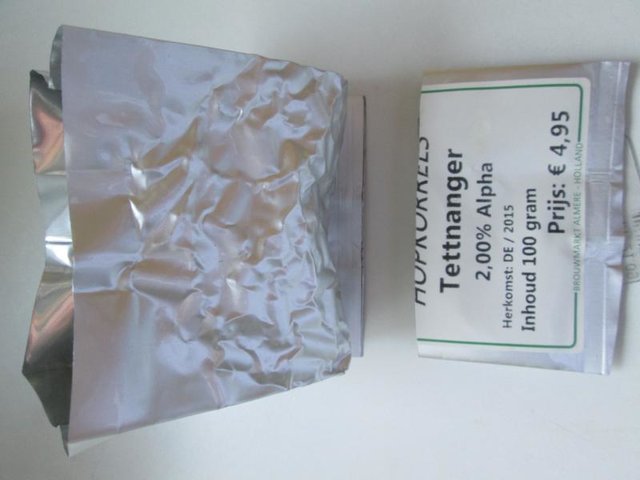 HOPKORRELS
Tettnanger
2,00% Alpha
Herkomst: DE / 2015
Inhoud 100 gram
Prijs: € 4,95
BROUWMARKT ALMERE - HOLLAND